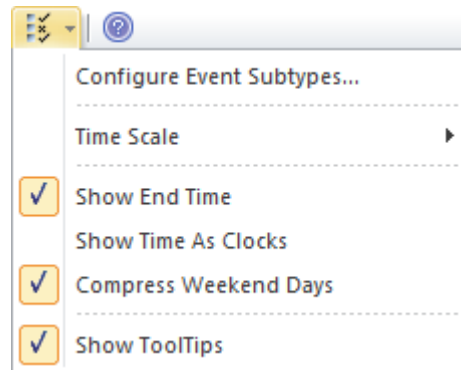 Configure Event Subtypes...
Time Scale
Show End Time
Show Time As Clocks
Compress Weekend Days
Show ToolTips